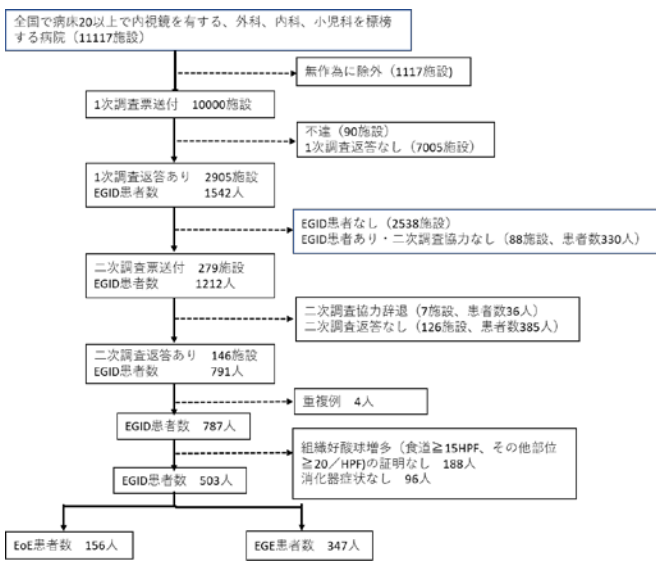 全国で病床20以上で内視鏡を有する、外科、内科、小児科を標榜
する病院（11117施設）
無作為に除外（1117施設)
1次調査票送付　10000施設
不達（90施設）
1次調査返答なし（7005施設）
1次調査返答あり　2905施設
EGID患者数　1542人
EGID患者なし（2538施設）
EGID患者あり・二次調査協力なし（88施設、患者数330人）
二次調査票送付　279施設
EGID患者数　1212人
二次調査協力辞退（7施設、患者数36人）
二次調査返答なし（126施設、患者数385人）
二次調査返答あり　146施設
EGID患者数　791人
重複例　4人
EGID患者数　787人
組織好酸球増多（食道≧15HPF、その他部位
≧20／HPF)の証明なし　188人
消化器症状なし　96人
EGID患者数　503人
EoE患者数　156人
EGE患者数　347人